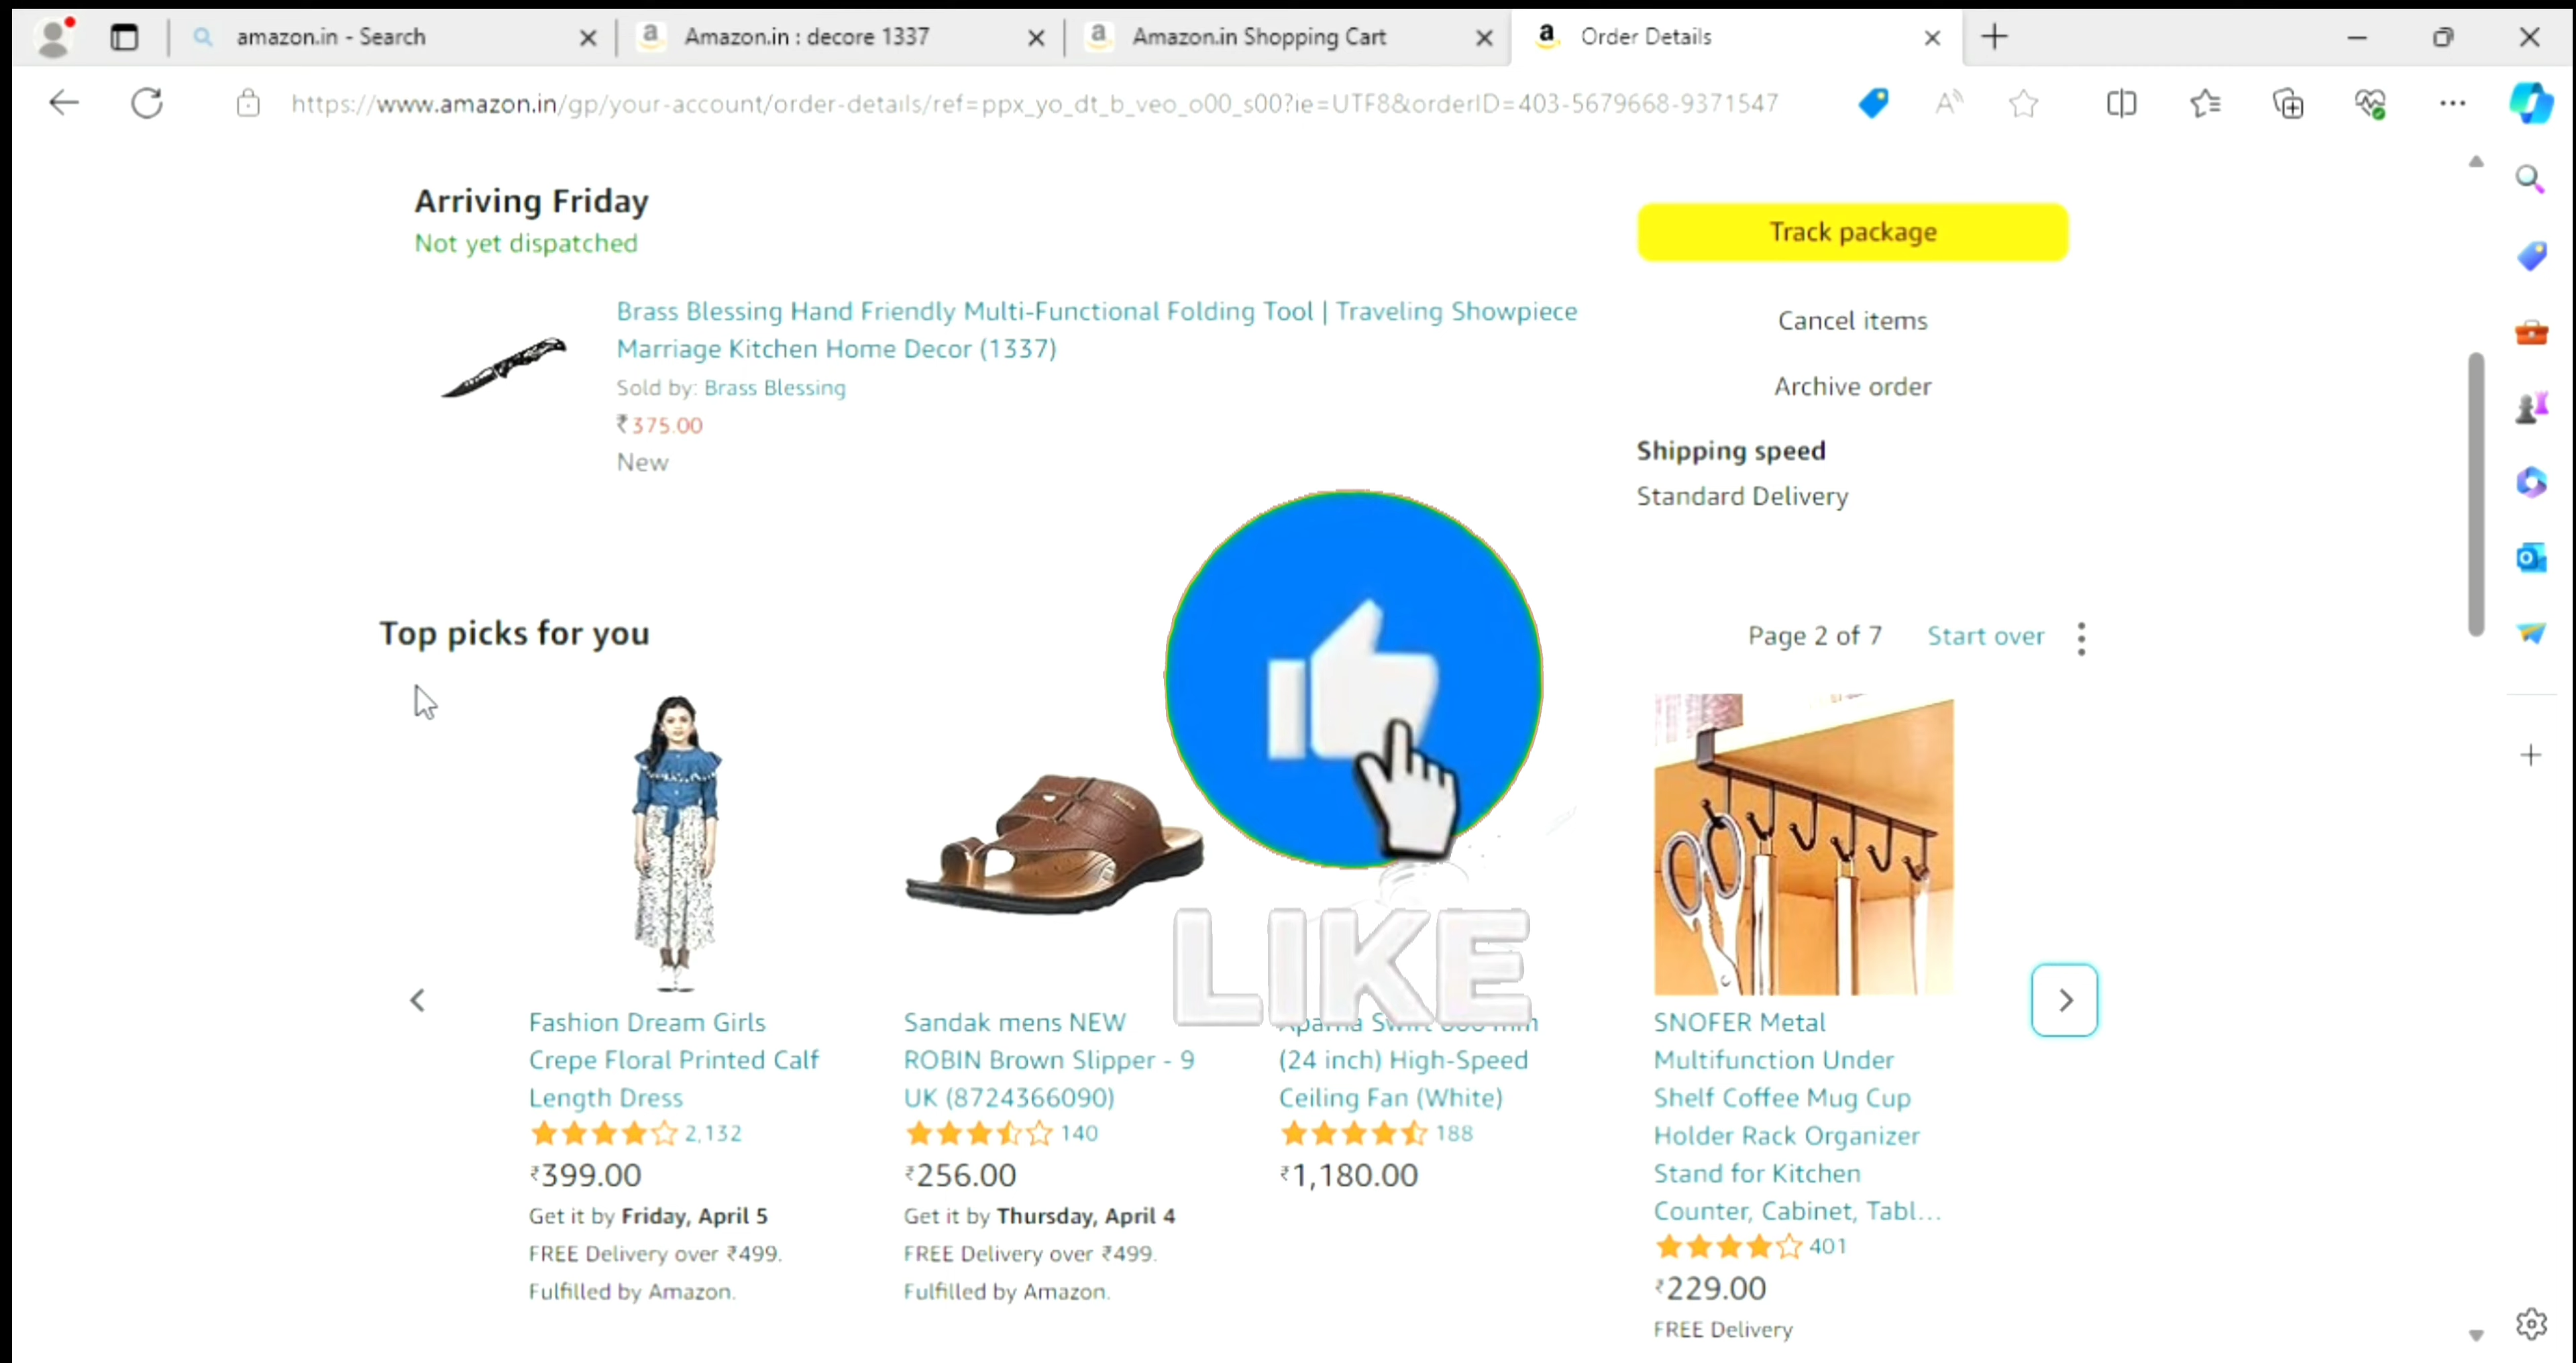 amazon.in - Search
Amazon.in : decore 1337
Amazon.in Shopping Cart
Order Details
https://www.amazon.in/gp/your-account/order-details/ref=ppx_yo_dt_b_veo_o00_s00?ie=UTF8&orderID=403-5679668-9371547
Arriving Friday
Not yet dispatched
Brass Blessing Hand Friendly Multi-Functional Folding Tool | Traveling Showpiece
Marriage Kitchen Home Decor (1337)
Sold by: Brass Blessing
₹375.00
New
Track package
Cancel items
Archive order
Shipping speed
Standard Delivery
Top picks for you
Page 2 of 7 Start over
LIKE
Fashion Dream Girls
Crepe Floral Printed Calf
Length Dress
2,132
₹399.00
Get it by Friday, April 5
FREE Delivery over ₹499.
Fulfilled by Amazon.
Sandak mens NEW
ROBIN Brown Slipper - 9
UK (8724366090)
140
₹256.00
Get it by Thursday, April 4
FREE Delivery over ₹499.
Fulfilled by Amazon.
(24 inch) High-Speed
Ceiling Fan (White)
188
₹1,180.00
SNOFER Metal
Multifunction Under
Shelf Coffee Mug Cup
Holder Rack Organizer
Stand for Kitchen
Counter, Cabinet, Tabl...
401
₹229.00
FREE Delivery